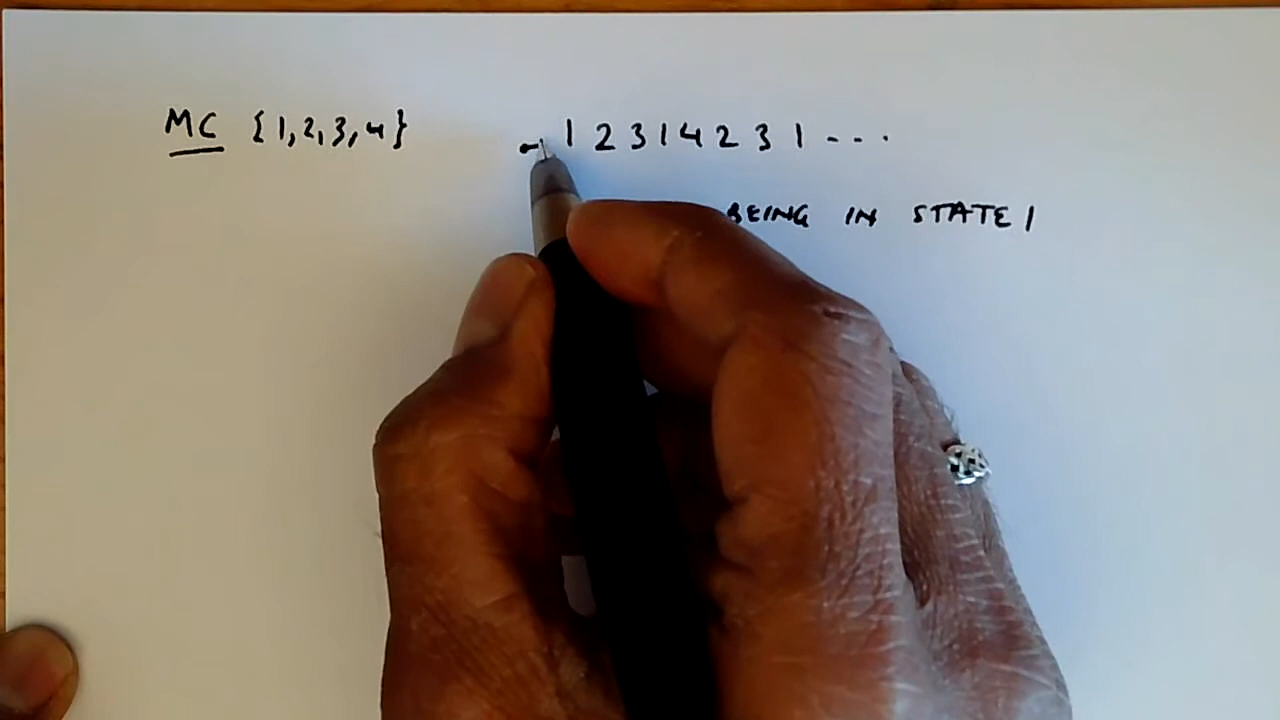 MC {1,2,3,4} 1 2 3 1 4 2 3 1 ...
BEING IN STATE 1